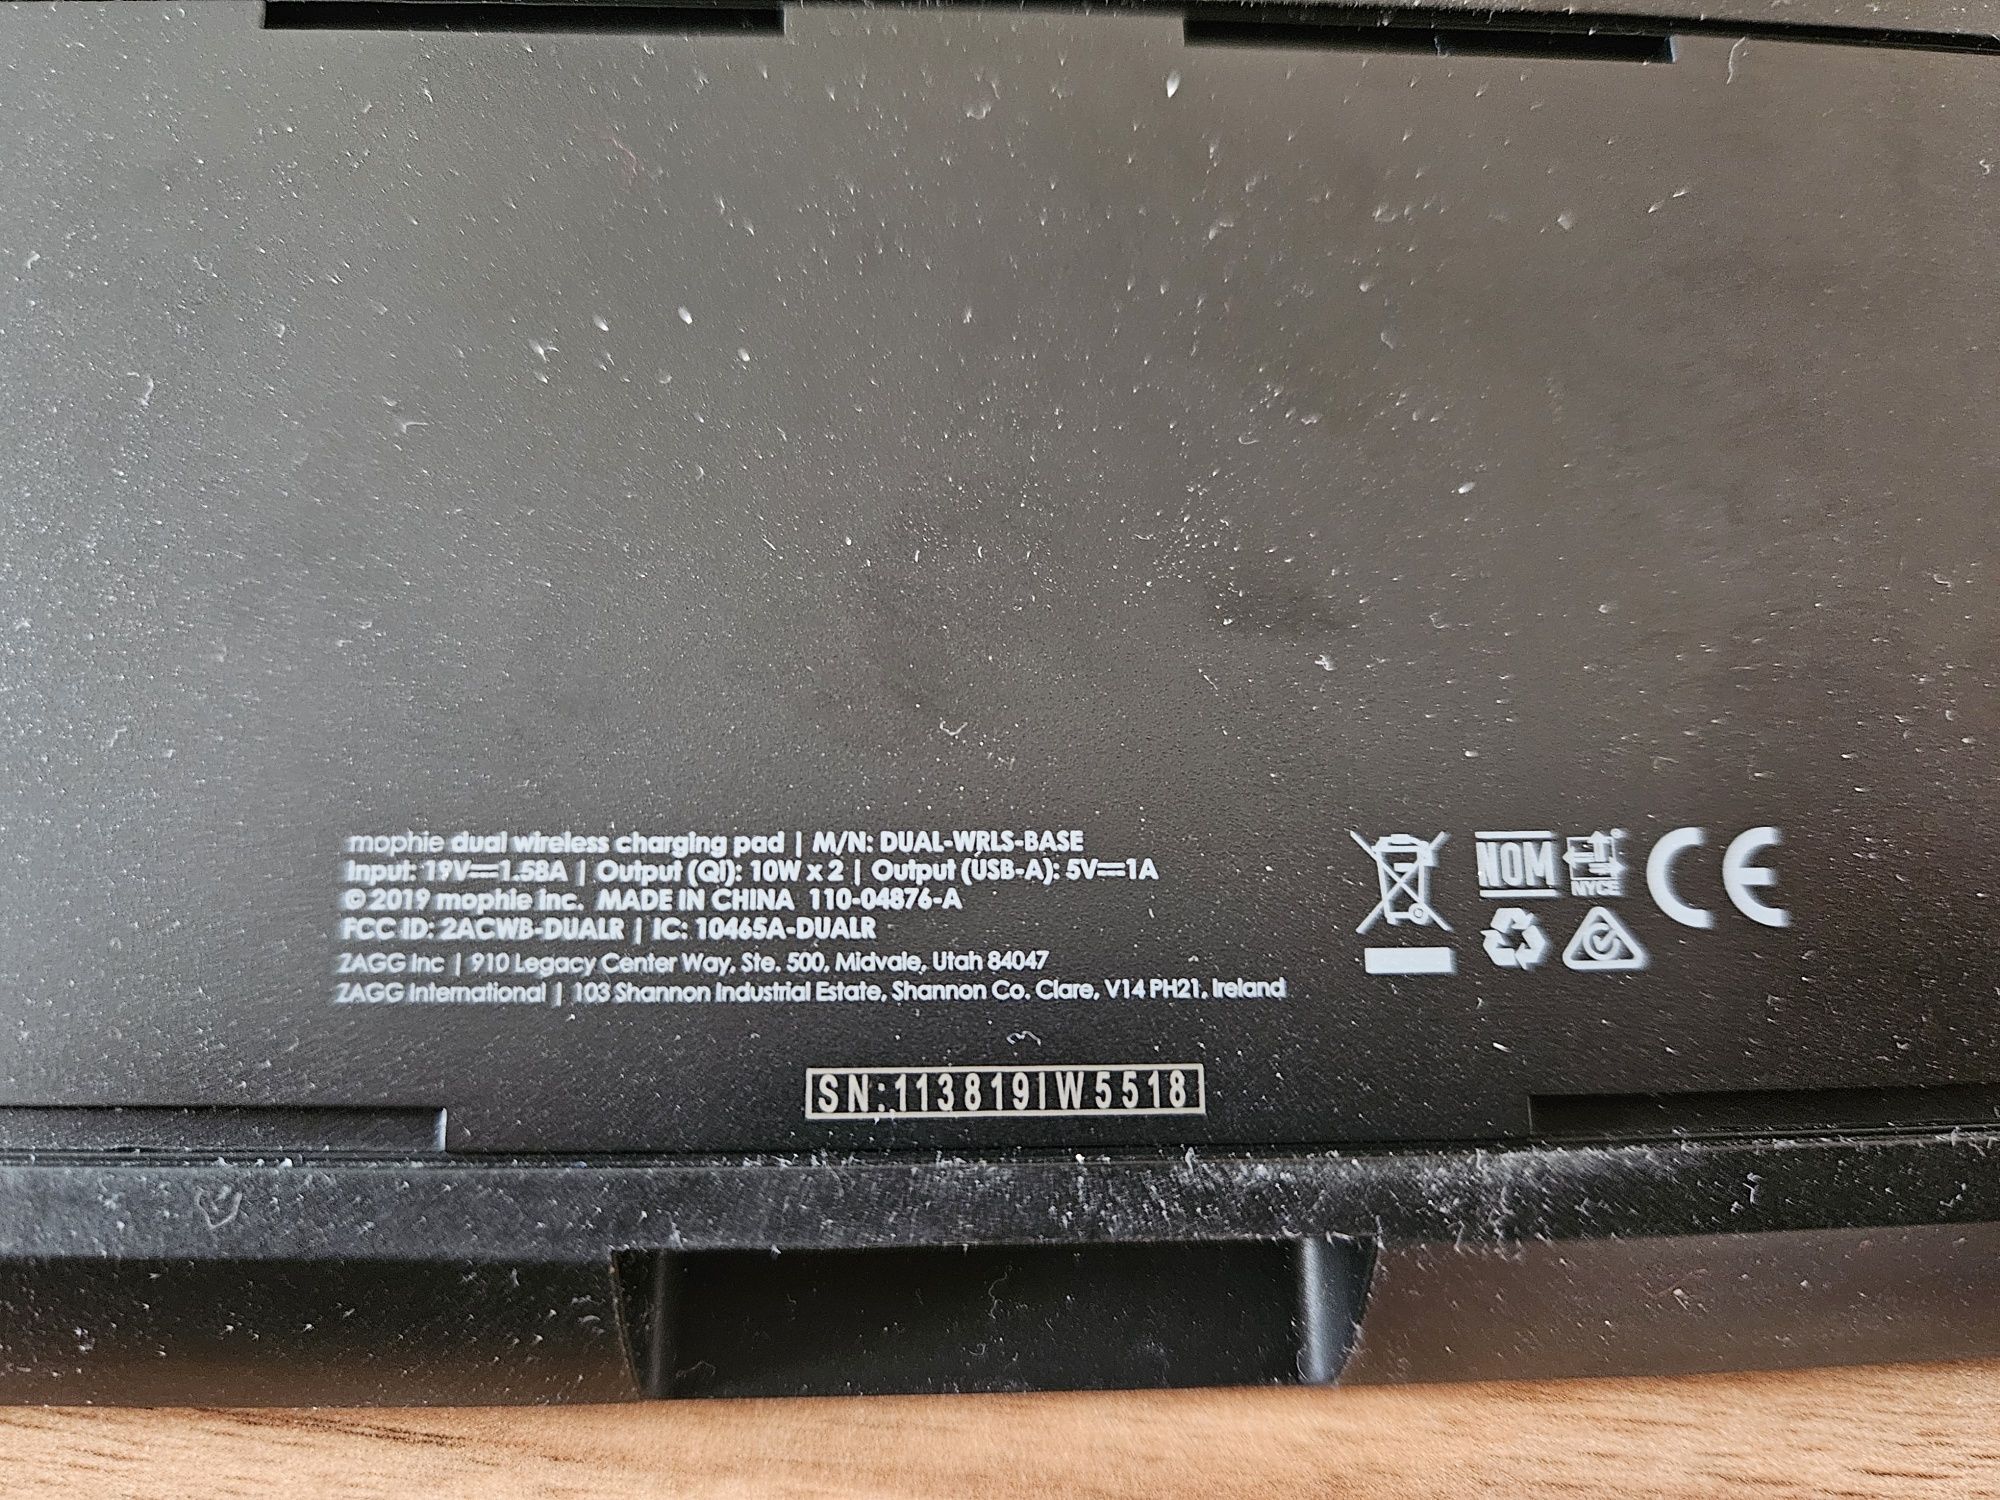 mophie dual wireless charging pad | M/N: DUAL-WRLS-BASE
Input: 19V⎓1.58A | Output (QI): 10W x 2 | Output (USB-A): 5V⎓1A
© 2019 mophie inc. MADE IN CHINA 110-04876-A
FCC ID: 2ACWB-DUALR | IC: 10465A-DUALR
ZAGG Inc | 910 Legacy Center Way, Ste. 500, Midvale, Utah 84047
ZAGG International | 103 Shannon Industrial Estate, Shannon Co. Clare, V14 PH21, Ireland
NOM NYCE CE
SN:113819IW5518